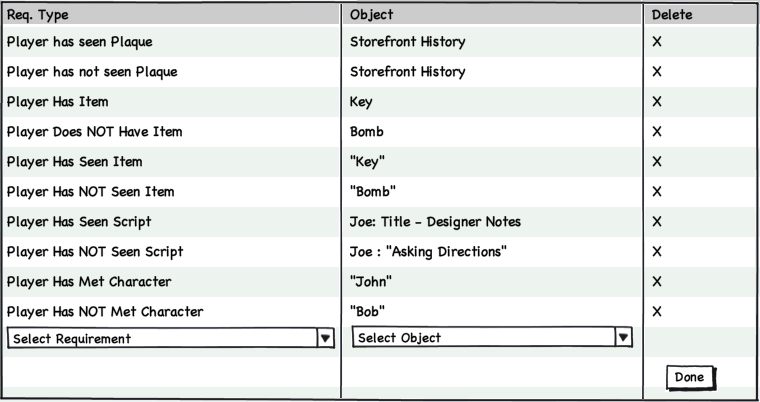 Req. Type Object Delete
Player has seen Plaque Storefront History X
Player has not seen Plaque Storefront History X
Player Has Item Key X
Player Does NOT Have Item Bomb X
Player Has Seen Item "Key" X
Player Has NOT Seen Item "Bomb" X
Player Has Seen Script Joe: Title - Designer Notes X
Player Has NOT Seen Script Joe : "Asking Directions" X
Player Has Met Character "John" X
Player Has NOT Met Character "Bob" X
Select Requirement Select Object
Done